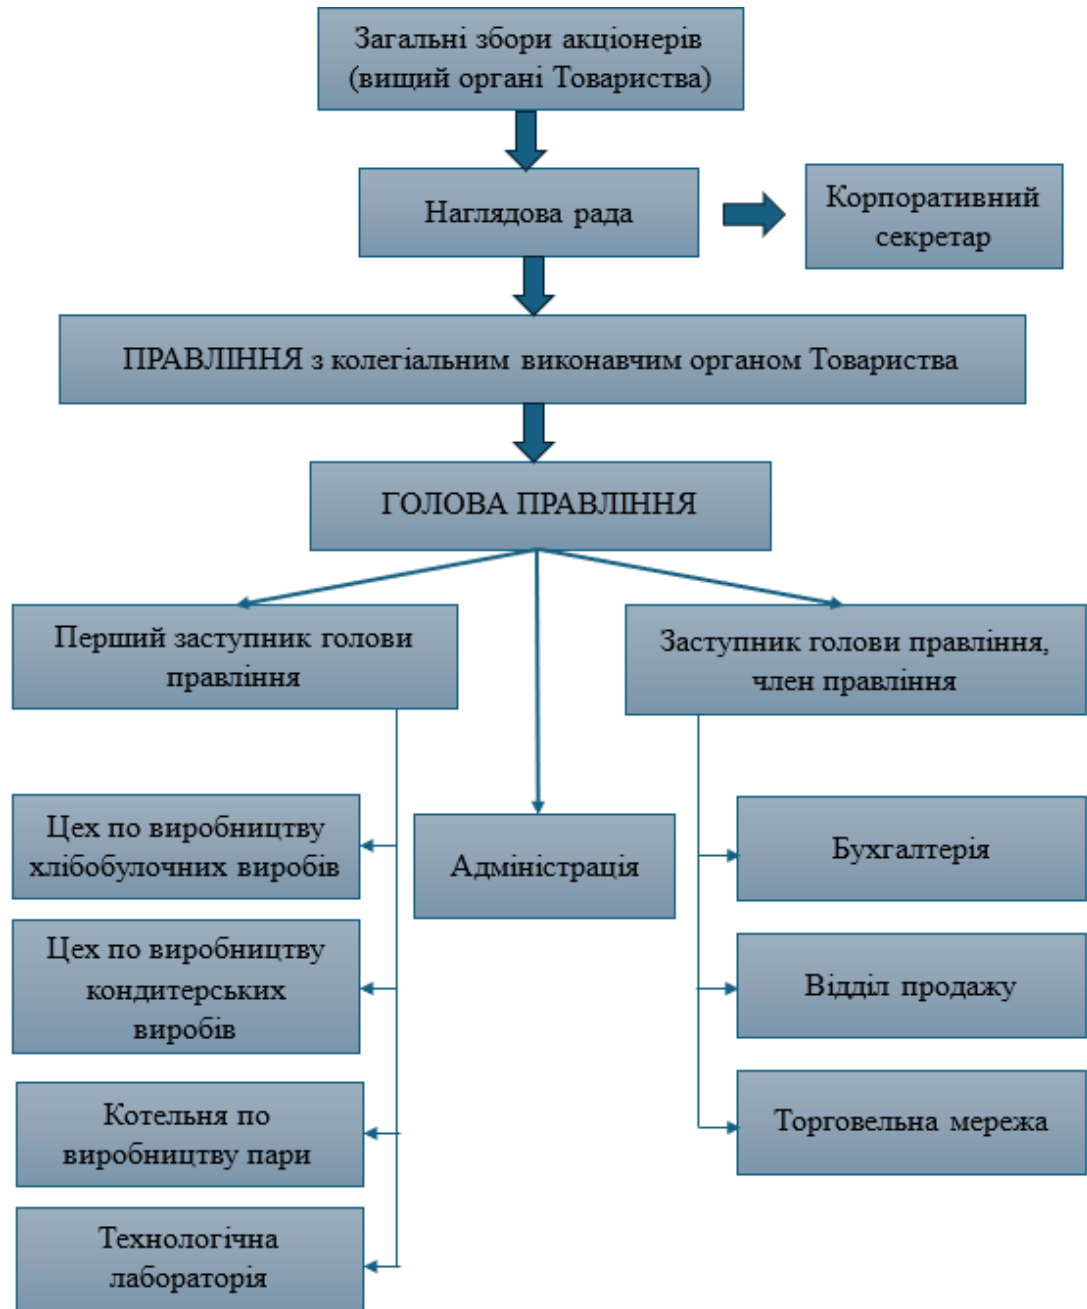 Загальні збори акціонерів
(вищий органі Товариства)
Наглядова рада
Корпоративний
секретар
ПРАВЛІННЯ з колегіальним виконавчим органом Товариства
ГОЛОВА ПРАВЛІННЯ
Перший заступник голови
правління
Заступник голови правління,
член правління
Цех по виробництву
хлібобулочних виробів
Цех по виробництву
кондитерських
виробів
Котельня по
виробництву пари
Технологічна
лабораторія
Адміністрація
Бухгалтерія
Відділ продажу
Торговельна мережа